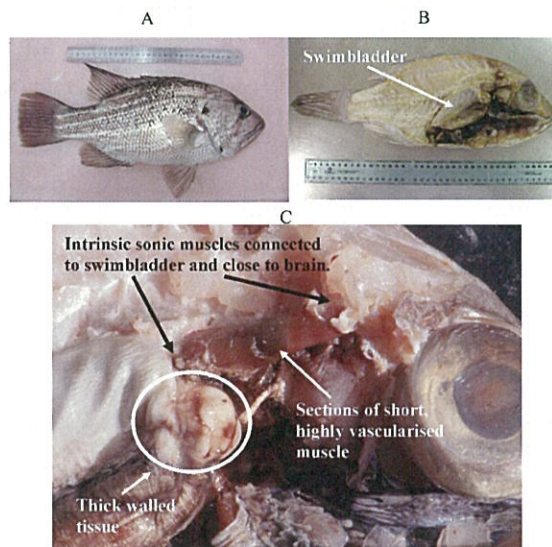 A
B
Swimbladder
C
Intrinsic sonic muscles connected
to swimbladder and close to brain.
Sections of short,
highly vascularised
muscle
Thick walled
tissue